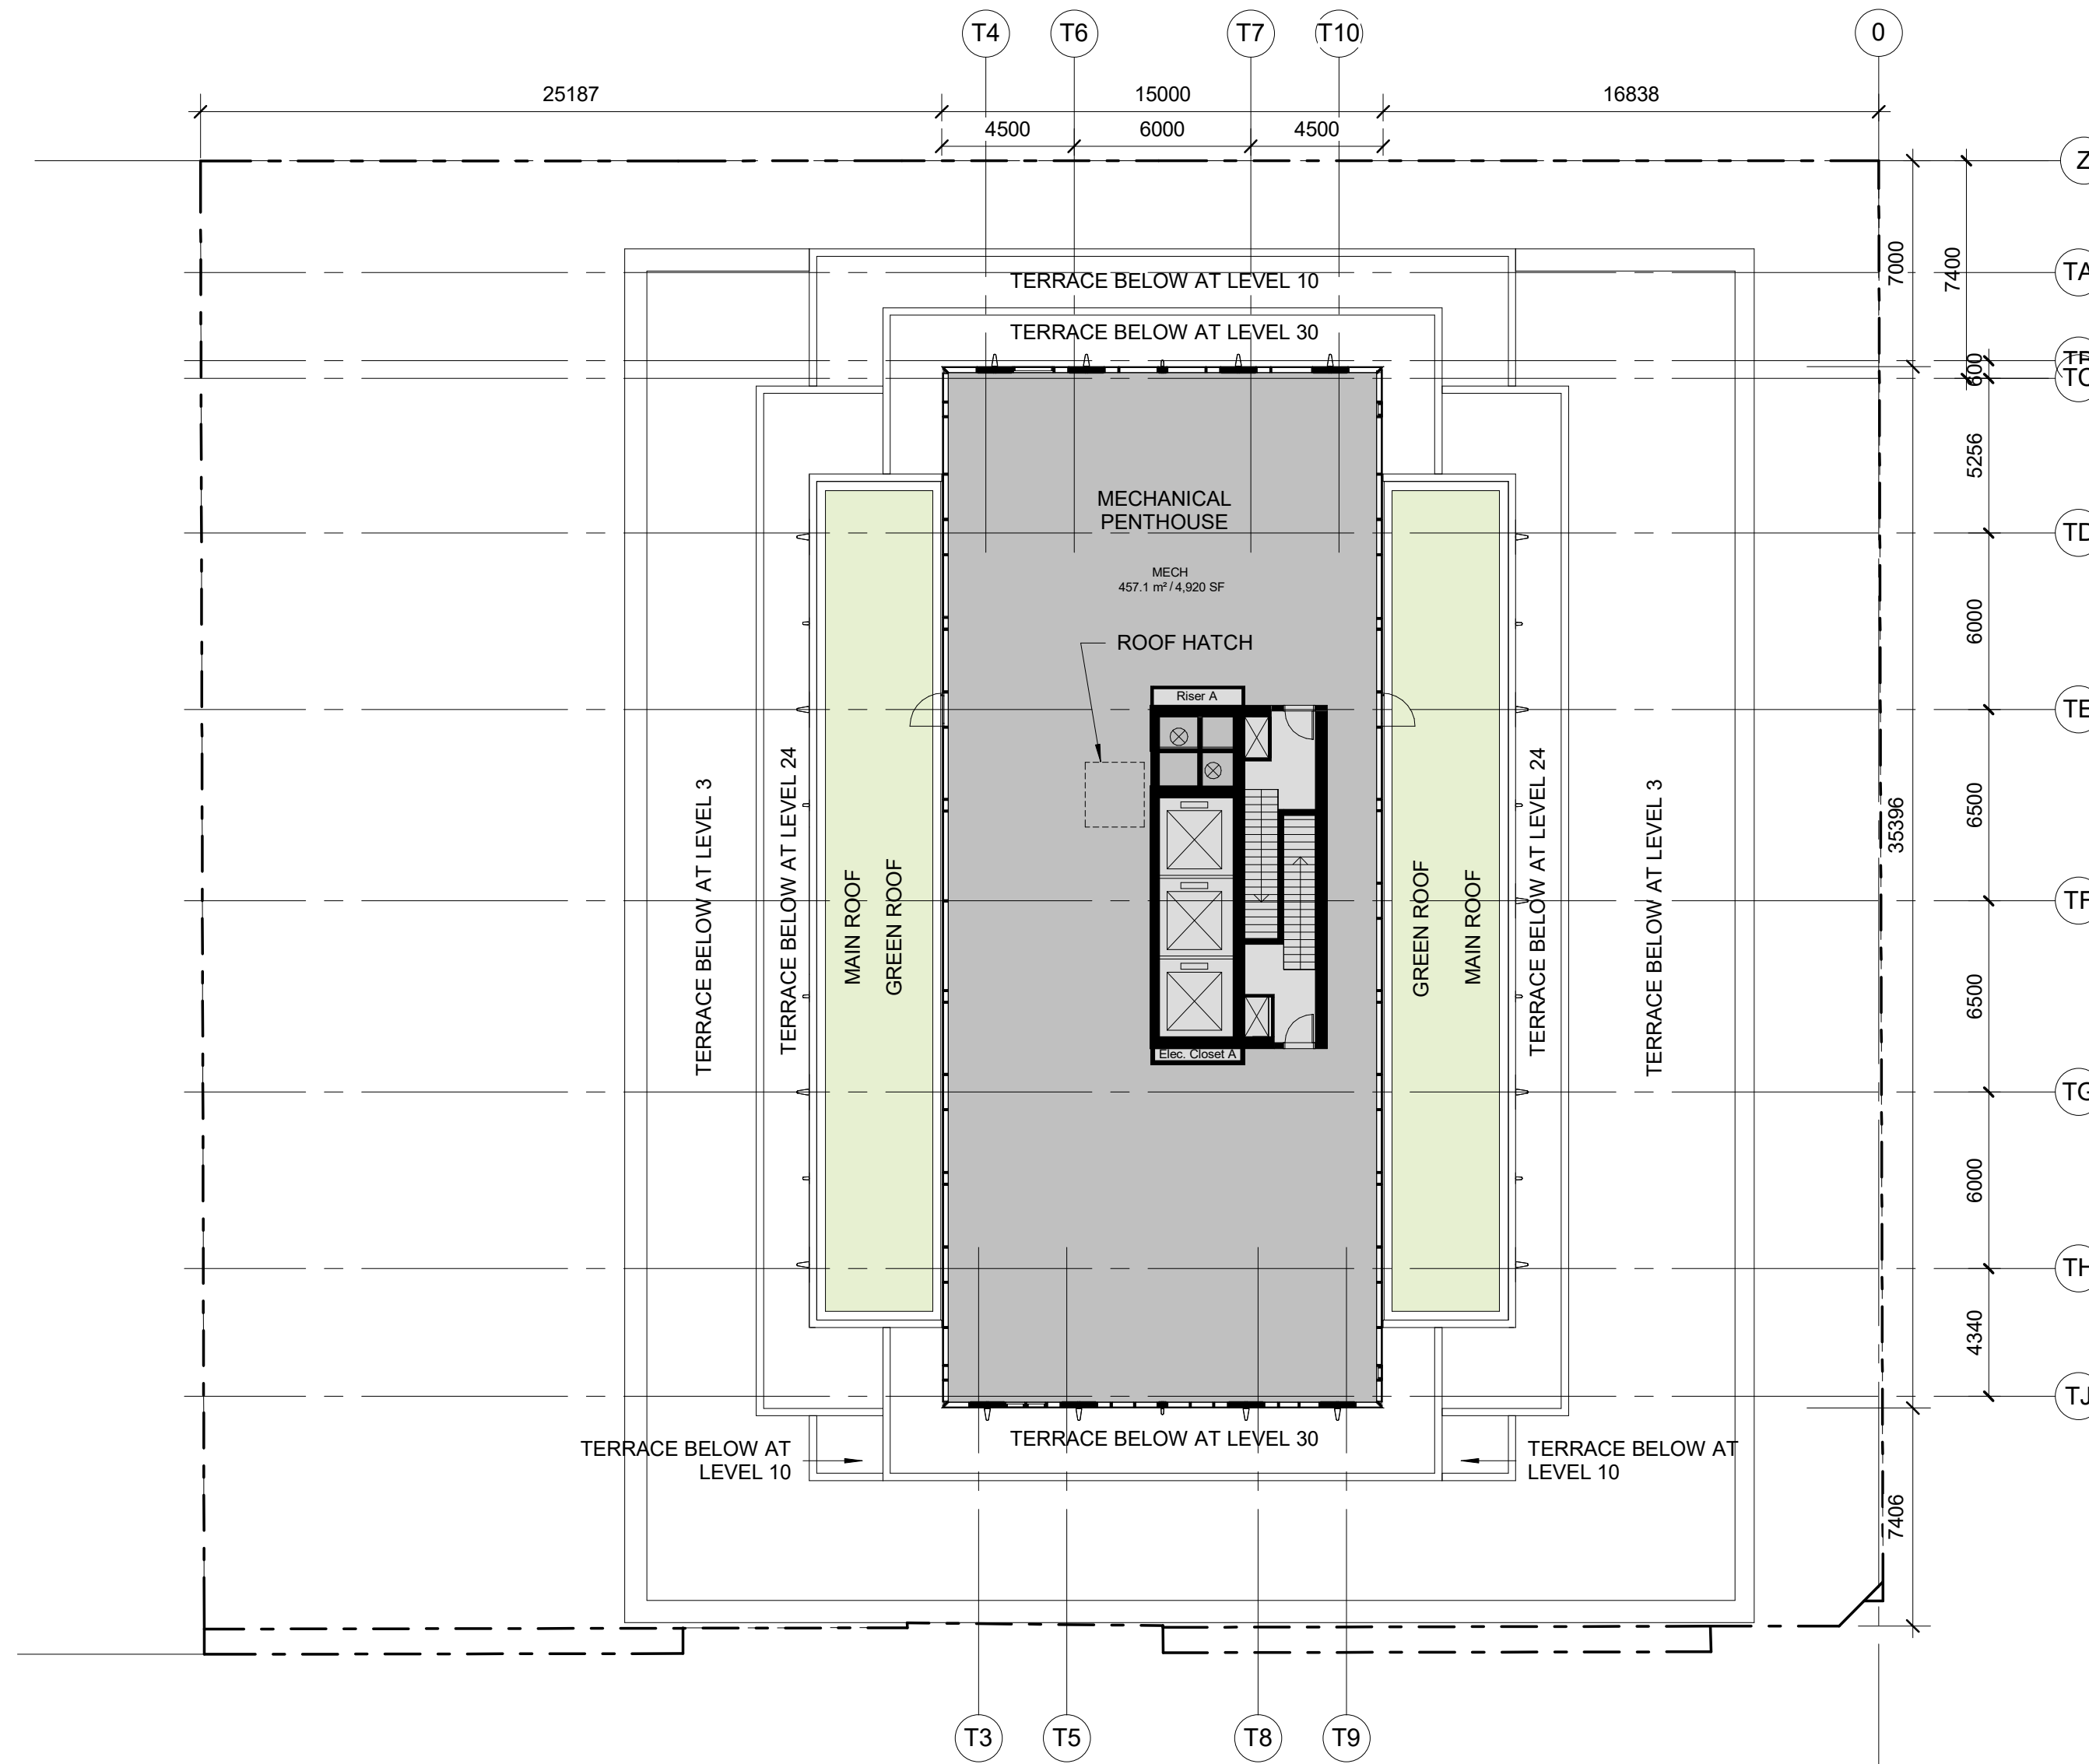 T4
T6
T7
T10
0
25187
15000
16838
4500
6000
4500
Z
TA
TC
TD
TE
TF
TG
TH
TJ
7000
7400
600
5256
6000
6500
35396
6500
6000
4340
7406
TERRACE BELOW AT LEVEL 10
TERRACE BELOW AT LEVEL 30
MECHANICAL
PENTHOUSE
MECH
457.1 m² / 4,920 SF
ROOF HATCH
Riser A
Elec. Closet A
TERRACE BELOW AT LEVEL 3
TERRACE BELOW AT LEVEL 24
MAIN ROOF
GREEN ROOF
GREEN ROOF
MAIN ROOF
TERRACE BELOW AT LEVEL 24
TERRACE BELOW AT LEVEL 3
TERRACE BELOW AT LEVEL 30
TERRACE BELOW AT
LEVEL 10
TERRACE BELOW AT
LEVEL 10
T3
T5
T8
T9